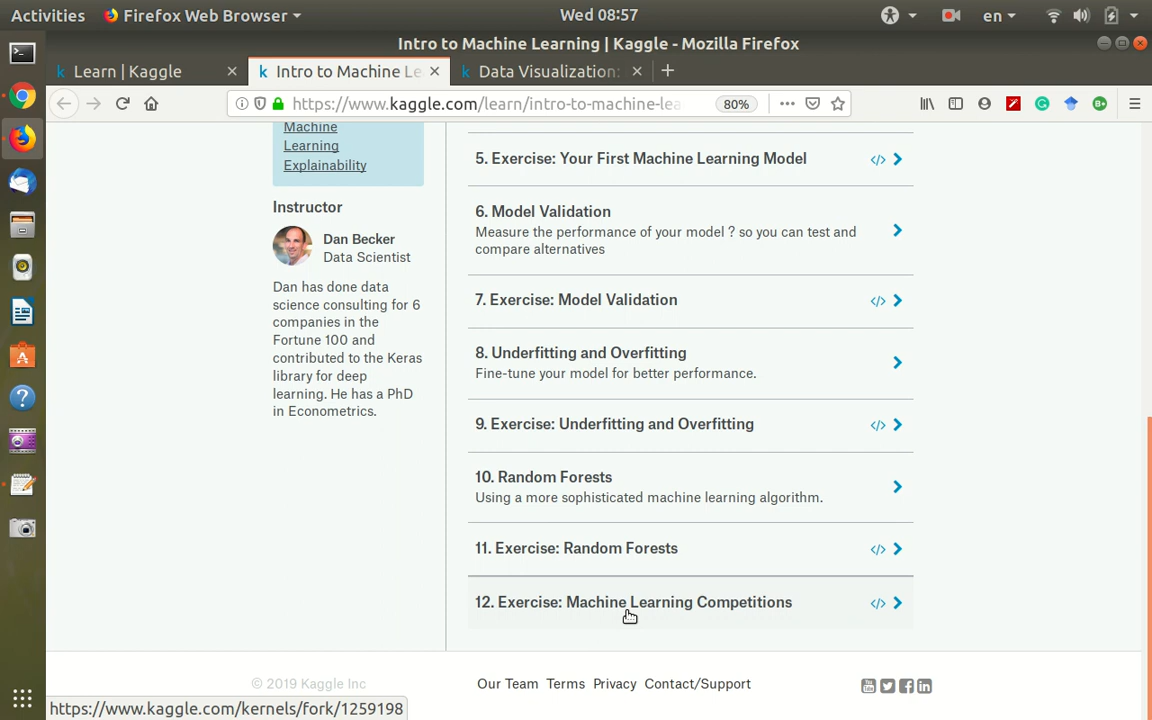 Activities Firefox Web Browser Wed 08:57 en
Intro to Machine Learning | Kaggle - Mozilla Firefox
k Learn | Kaggle k Intro to Machine Le k Data Visualization:
https://www.kaggle.com/learn/intro-to-machine-lea 80%
Machine
Learning
Explainability
Instructor
Dan Becker
Data Scientist
Dan has done data
science consulting for 6
companies in the
Fortune 100 and
contributed to the Keras
library for deep
learning. He has a PhD
in Econometrics.
5. Exercise: Your First Machine Learning Model </>
6. Model Validation
Measure the performance of your model ? so you can test and
compare alternatives
7. Exercise: Model Validation </>
8. Underfitting and Overfitting
Fine-tune your model for better performance.
9. Exercise: Underfitting and Overfitting </>
10. Random Forests
Using a more sophisticated machine learning algorithm.
11. Exercise: Random Forests </>
12. Exercise: Machine Learning Competitions </>
© 2019 Kaggle Inc Our Team Terms Privacy Contact/Support
https://www.kaggle.com/kernels/fork/1259198